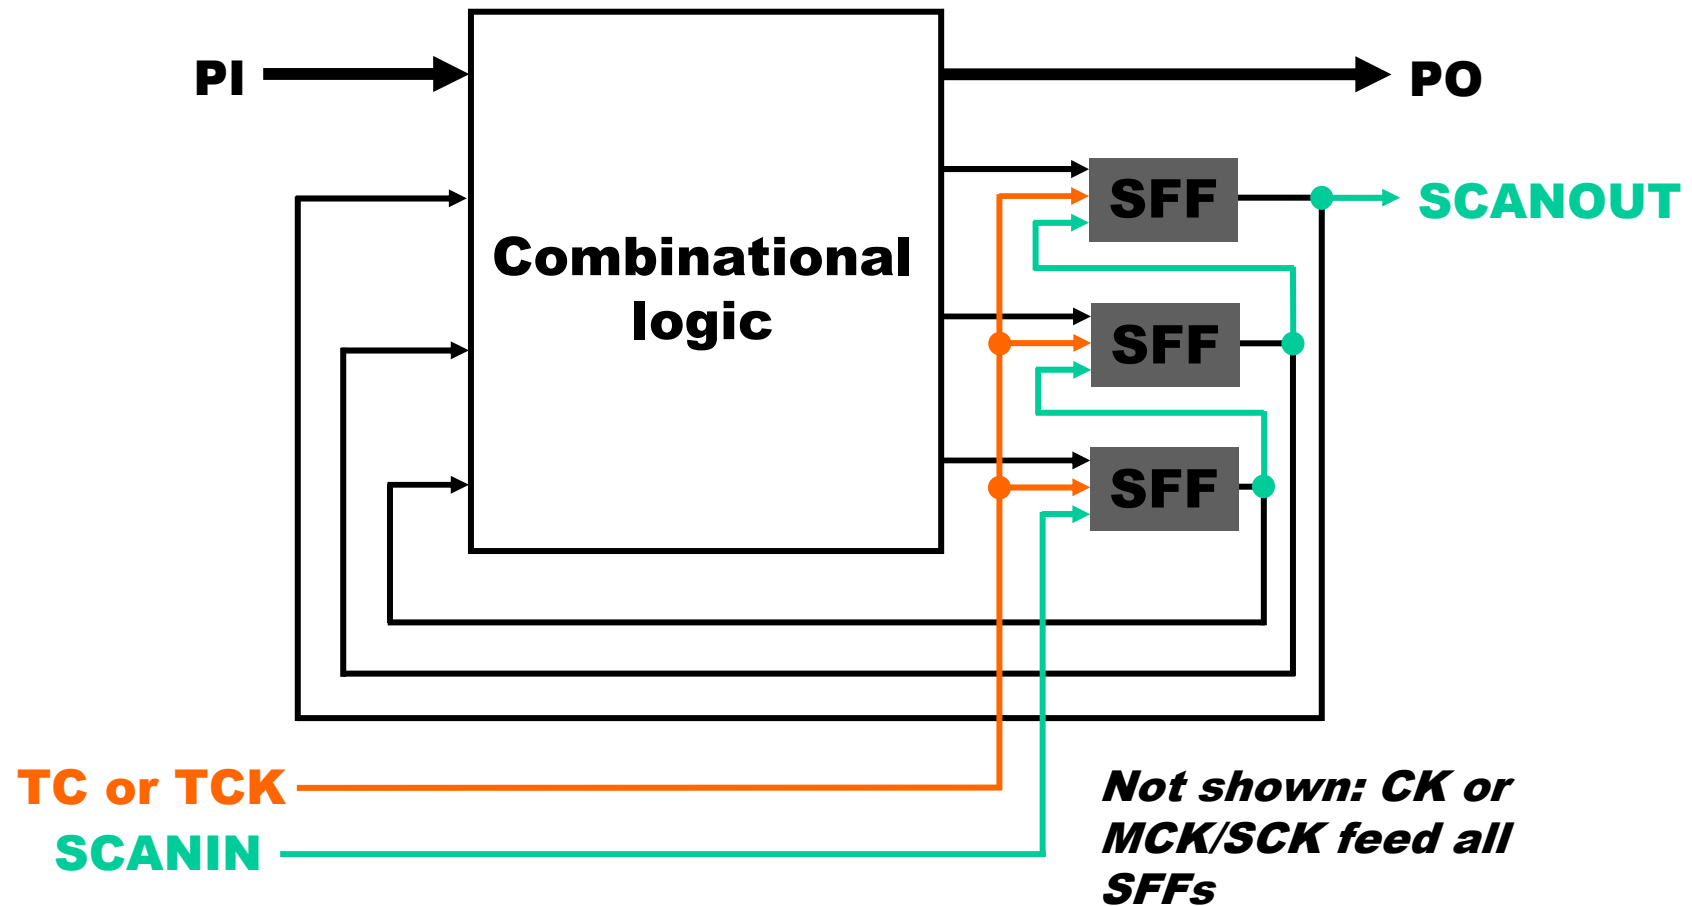 PI
PO
SFF
SCANOUT
Combinational
logic
SFF
SFF
TC or TCK
SCANIN
Not shown: CK or
MCK/SCK feed all
SFFs